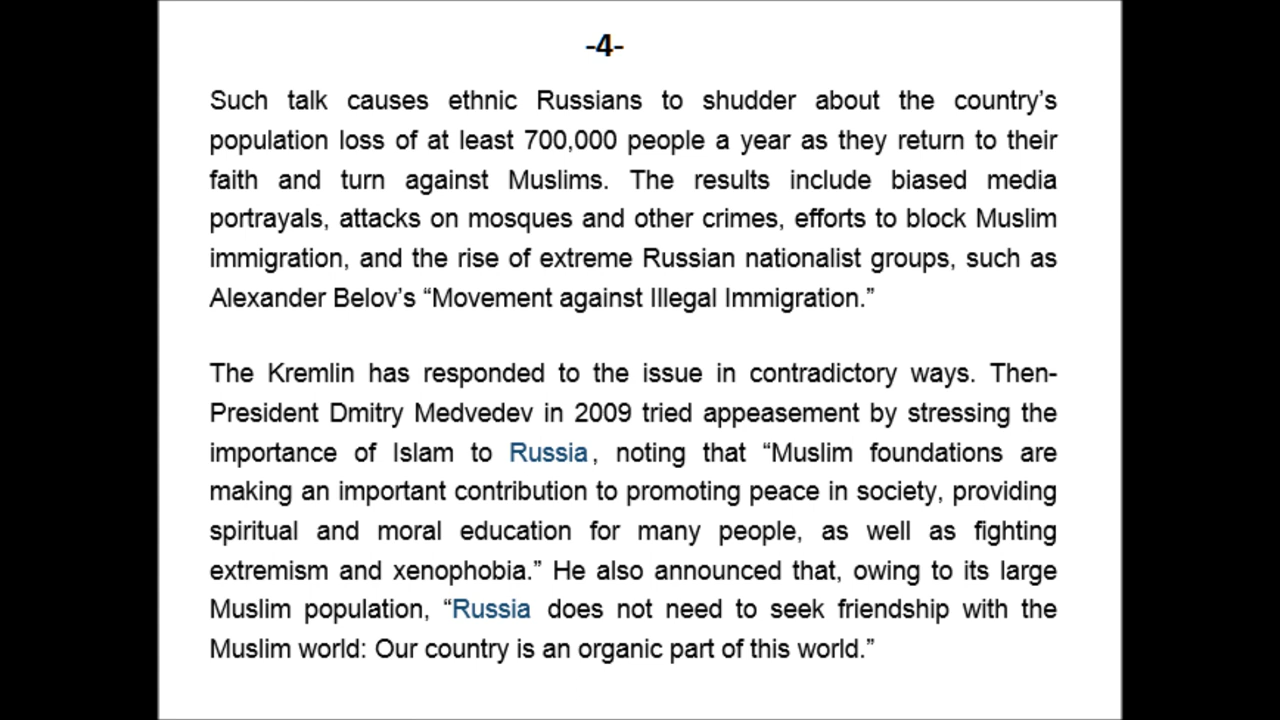 -4-
Such talk causes ethnic Russians to shudder about the country’s
population loss of at least 700,000 people a year as they return to their
faith and turn against Muslims. The results include biased media
portrayals, attacks on mosques and other crimes, efforts to block Muslim
immigration, and the rise of extreme Russian nationalist groups, such as
Alexander Belov’s “Movement against Illegal Immigration.”
The Kremlin has responded to the issue in contradictory ways. Then-
President Dmitry Medvedev in 2009 tried appeasement by stressing the
importance of Islam to Russia, noting that “Muslim foundations are
making an important contribution to promoting peace in society, providing
spiritual and moral education for many people, as well as fighting
extremism and xenophobia.” He also announced that, owing to its large
Muslim population, “Russia does not need to seek friendship with the
Muslim world: Our country is an organic part of this world.”